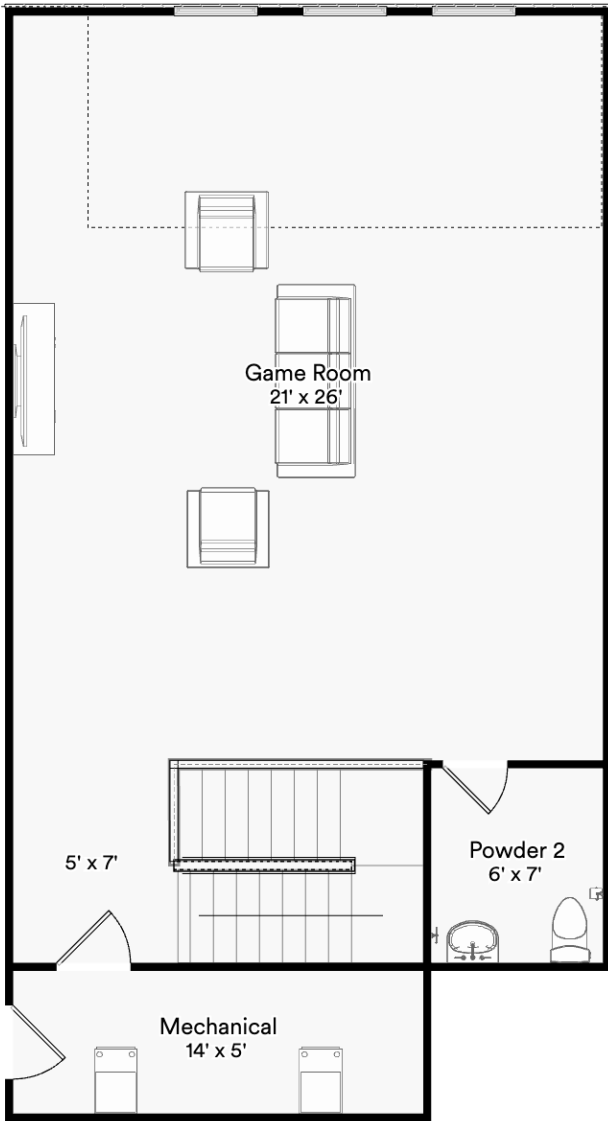 Game Room
21' x 26'
5' x 7'
Powder 2
6' x 7'
Mechanical
14' x 5'